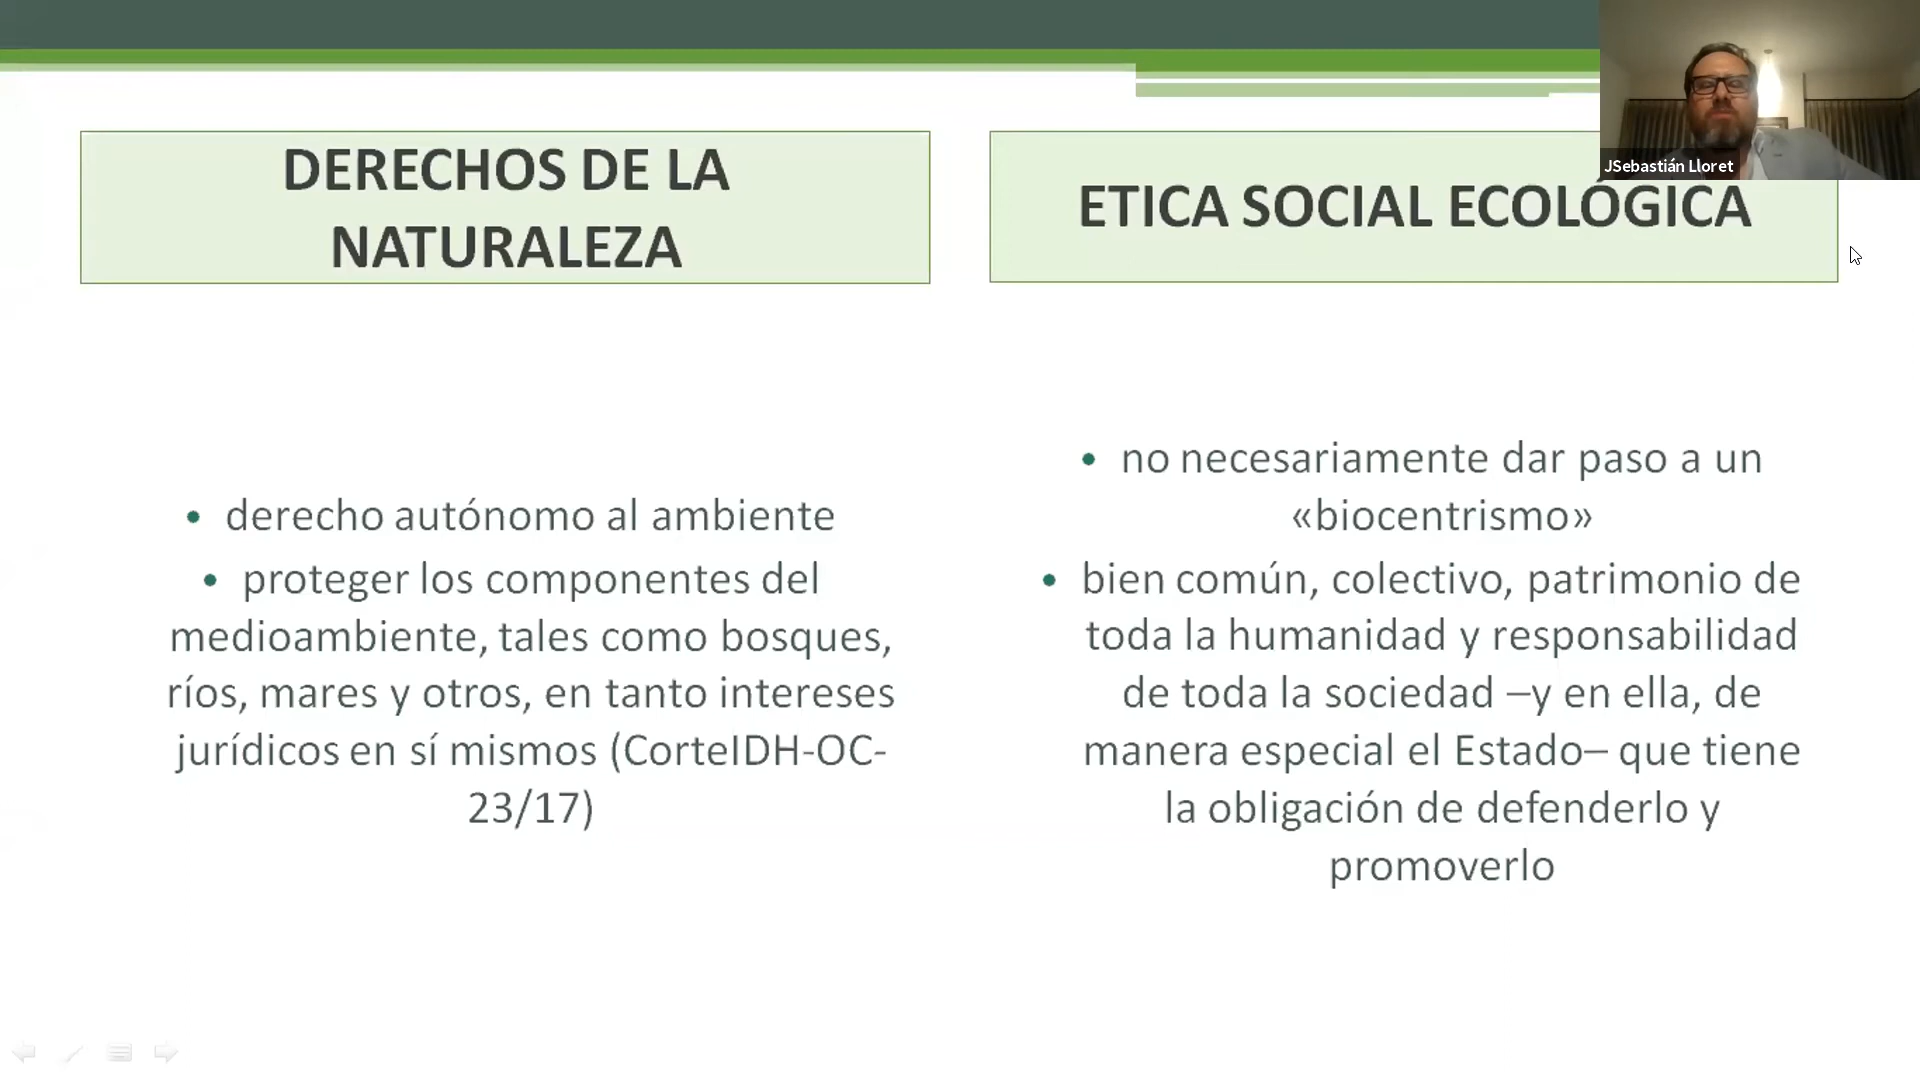 JSebastián Lloret
DERECHOS DE LA
NATURALEZA
ETICA SOCIAL ECOLÓGICA
• derecho autónomo al ambiente
• proteger los componentes del
medioambiente, tales como bosques,
ríos, mares y otros, en tanto intereses
jurídicos en sí mismos (CorteIDH-OC-
23/17)
• no necesariamente dar paso a un
«biocentrismo»
• bien común, colectivo, patrimonio de
toda la humanidad y responsabilidad
de toda la sociedad –y en ella, de
manera especial el Estado– que tiene
la obligación de defenderlo y
promoverlo